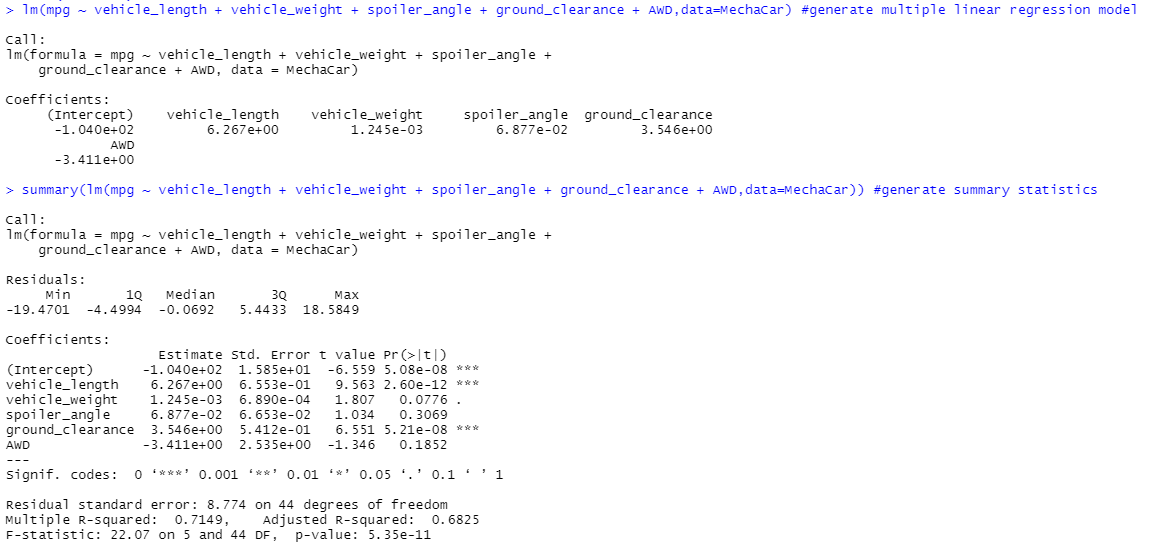 > lm(mpg ~ vehicle_length + vehicle_weight + spoiler_angle + ground_clearance + AWD,data=MechaCar) #generate multiple linear regression model
Call:
lm(formula = mpg ~ vehicle_length + vehicle_weight + spoiler_angle +
    ground_clearance + AWD, data = MechaCar)
Coefficients:
     (Intercept)    vehicle_length    vehicle_weight     spoiler_angle  ground_clearance
      -1.040e+02         6.267e+00         1.245e-03         6.877e-02         3.546e+00
             AWD
      -3.411e+00
> summary(lm(mpg ~ vehicle_length + vehicle_weight + spoiler_angle + ground_clearance + AWD,data=MechaCar)) #generate summary statistics
Call:
lm(formula = mpg ~ vehicle_length + vehicle_weight + spoiler_angle +
    ground_clearance + AWD, data = MechaCar)
Residuals:
     Min       1Q   Median       3Q      Max
-19.4701  -4.4994  -0.0692   5.4433  18.5849
Coefficients:
                   Estimate Std. Error t value Pr(>|t|)
(Intercept)      -1.040e+02  1.585e+01  -6.559 5.08e-08 ***
vehicle_length    6.267e+00  6.553e-01   9.563 2.60e-12 ***
vehicle_weight    1.245e-03  6.890e-04   1.807   0.0776 .
spoiler_angle     6.877e-02  6.653e-02   1.034   0.3069
ground_clearance  3.546e+00  5.412e-01   6.551 5.21e-08 ***
AWD              -3.411e+00  2.535e+00  -1.346   0.1852
---
Signif. codes:  0 ‘***’ 0.001 ‘**’ 0.01 ‘*’ 0.05 ‘.’ 0.1 ‘ ’ 1
Residual standard error: 8.774 on 44 degrees of freedom
Multiple R-squared:  0.7149,    Adjusted R-squared:  0.6825
F-statistic: 22.07 on 5 and 44 DF,  p-value: 5.35e-11